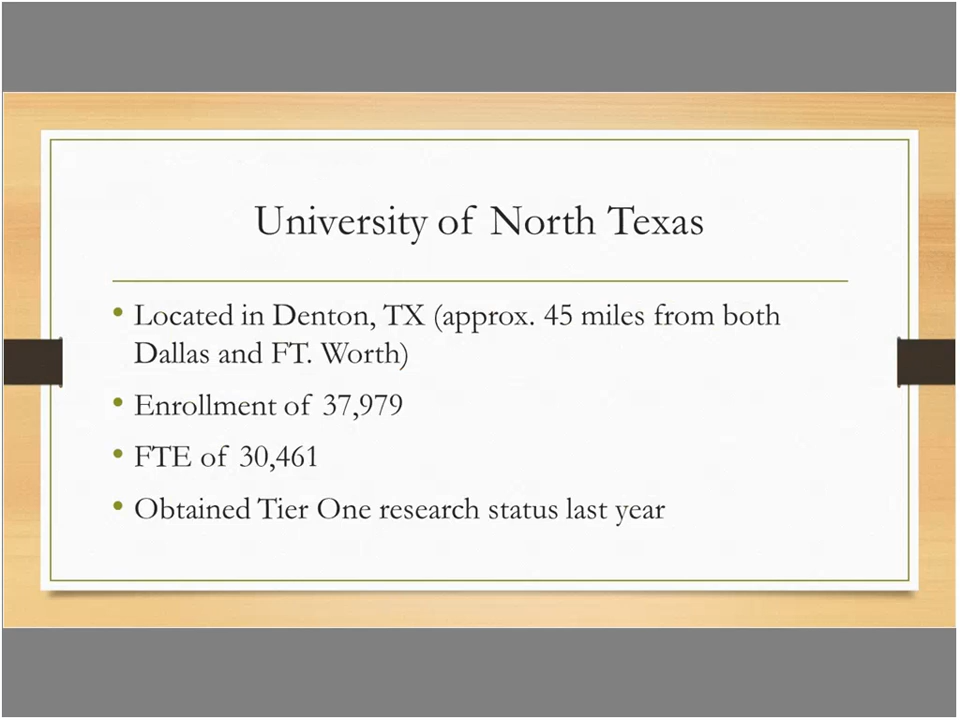 University of North Texas
• Located in Denton, TX (approx. 45 miles from both
Dallas and FT. Worth)
• Enrollment of 37,979
• FTE of 30,461
• Obtained Tier One research status last year